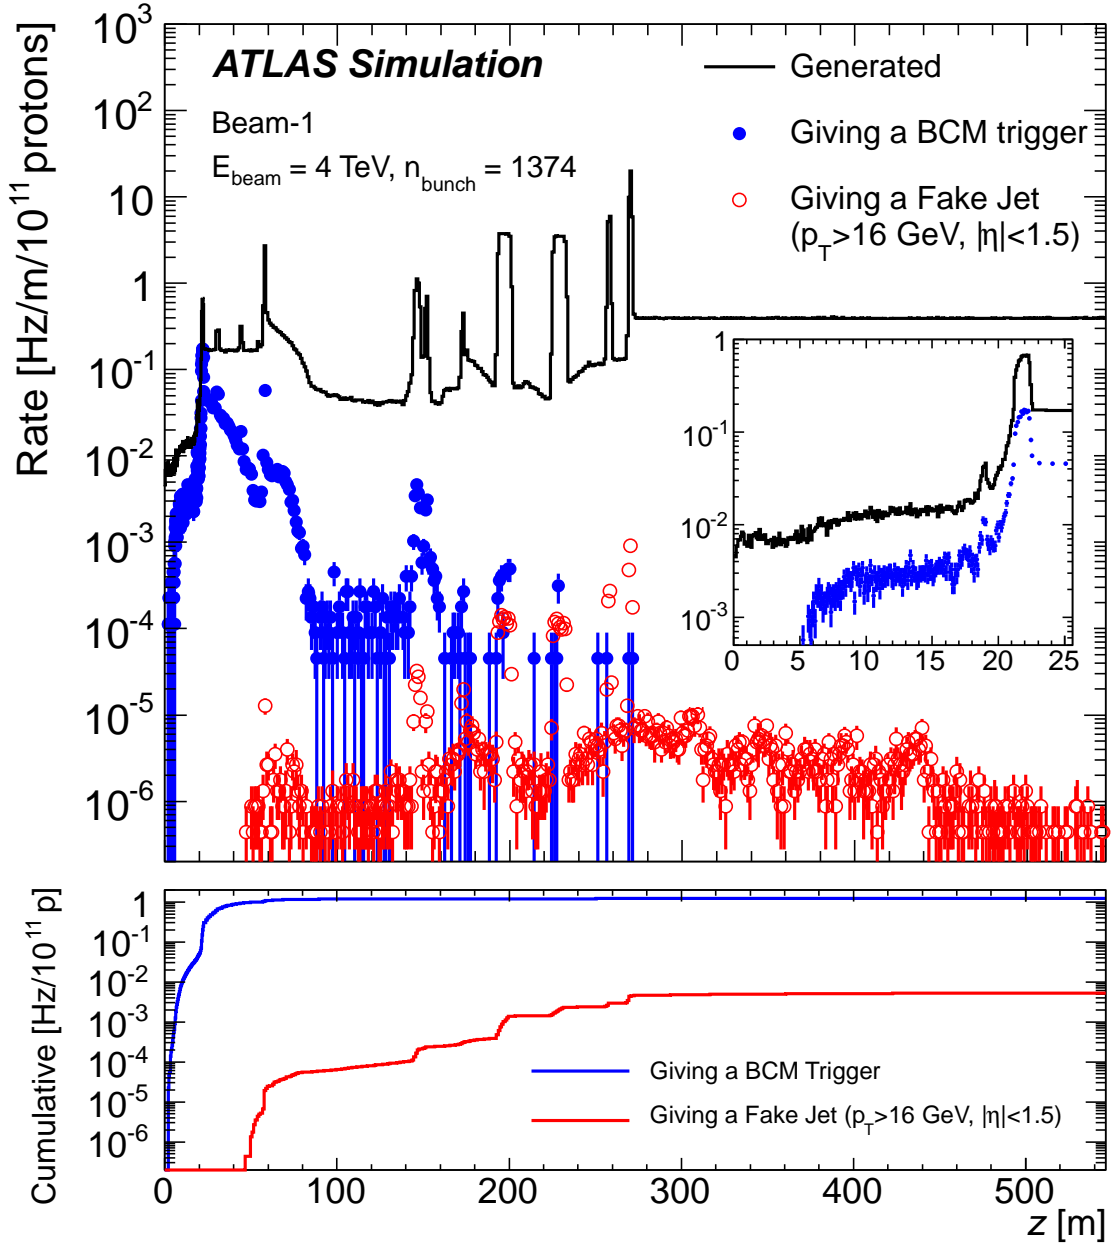 ATLAS Simulation
Beam-1
E_beam = 4 TeV, n_bunch = 1374
Generated
Giving a BCM trigger
Giving a Fake Jet
(p_T>16 GeV, |η|<1.5)
Rate [Hz/m/10^11 protons]
10^3
10^2
10
1
10^-1
10^-2
10^-3
10^-4
10^-5
10^-6
1
10^-1
10^-2
10^-3
0 5 10 15 20 25
Cumulative [Hz/10^11 p]
1
10^-1
10^-2
10^-3
10^-4
10^-5
10^-6
Giving a BCM Trigger
Giving a Fake Jet (p_T>16 GeV, |η|<1.5)
0 100 200 300 400 500
z [m]